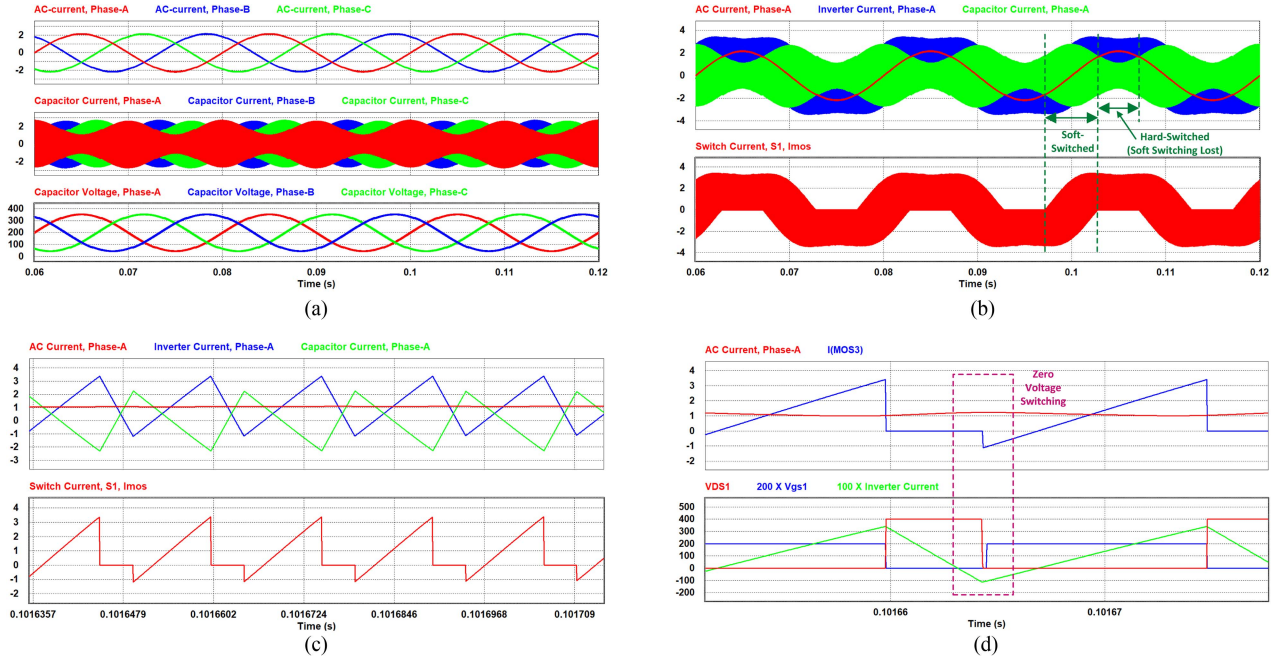 AC-current, Phase-A AC-current, Phase-B AC-current, Phase-C
2
0
-2
Capacitor Current, Phase-A Capacitor Current, Phase-B Capacitor Current, Phase-C
2
0
-2
Capacitor Voltage, Phase-A Capacitor Voltage, Phase-B Capacitor Voltage, Phase-C
400
300
200
100
0
0.06 0.07 0.08 0.09 0.1 0.11 0.12
Time (s)
(a)
AC Current, Phase-A Inverter Current, Phase-A Capacitor Current, Phase-A
4
2
0
-2
-4
Soft-
Switched
Hard-Switched
(Soft Switching Lost)
Switch Current, S1, Imos
4
2
0
-2
-4
0.06 0.07 0.08 0.09 0.1 0.11 0.12
Time (s)
(b)
AC Current, Phase-A Inverter Current, Phase-A Capacitor Current, Phase-A
4
3
2
1
0
-1
-2
-3
Switch Current, S1, Imos
4
3
2
1
0
-1
-2
0.1016357 0.1016479 0.1016602 0.1016724 0.1016846 0.1016968 0.101709
Time (s)
(c)
AC Current, Phase-A I(MOS3)
4
3
2
1
0
-1
-2
Zero
Voltage
Switching
VDS1 200 X Vgs1 100 X Inverter Current
500
400
300
200
100
0
-100
-200
0.10166 0.10167
Time (s)
(d)